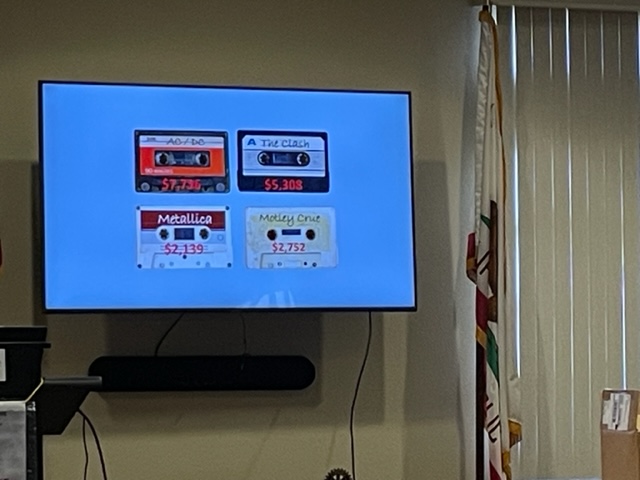 AC/DC
$7,736
A The Clash
$5,308
Metallica
$2,139
Motley Crue
$2,752